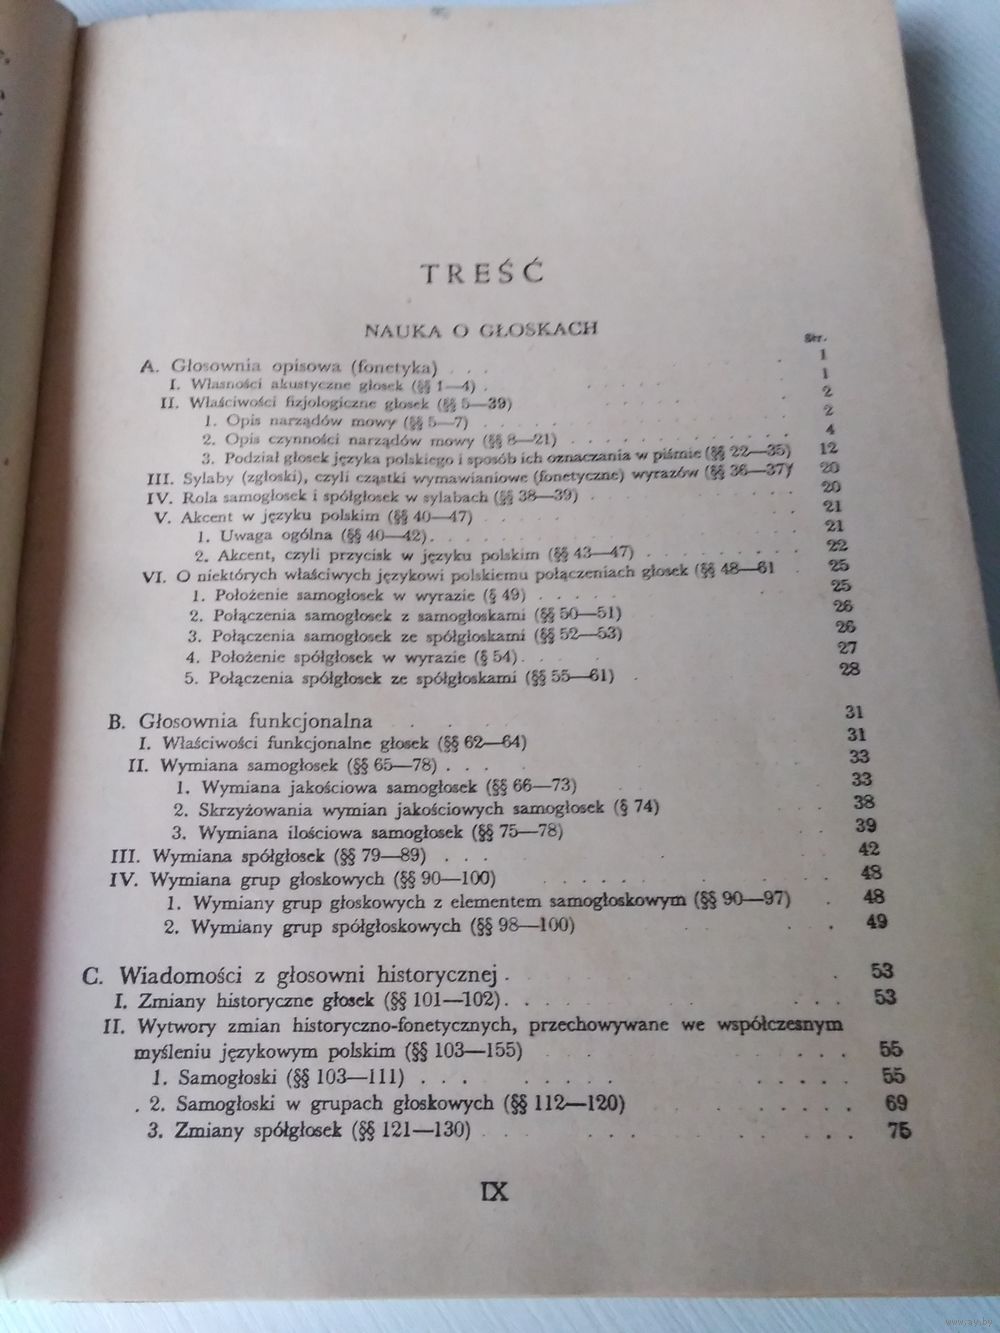 TREŚĆ
NAUKA O GŁOSKACH
Str.
A. Głosownia opisowa (fonetyka) . . . . 1
I. Własności akustyczne głosek (§§ 1—4) . . . . . . 1
II. Właściwości fizjologiczne głosek (§§ 5—39) . . . . . 2
1. Opis narządów mowy (§§ 5—7) . . . . . . 2
2. Opis czynności narządów mowy (§§ 8—21) . . . . . . . . . . 4
3. Podział głosek języka polskiego i sposób ich oznaczania w piśmie (§§ 22—35) 12
III. Sylaby (zgłoski), czyli cząstki wymawianiowe (fonetyczne) wyrazów (§§ 36—37) 20
IV. Rola samogłosek i spółgłosek w sylabach (§§ 38—39) . . . . . 20
V. Akcent w języku polskim (§§ 40—47) . . . . . 21
1. Uwaga ogólna (§§ 40—42). . . . . . 21
2. Akcent, czyli przycisk w języku polskim (§§ 43—47) . . . . . . . 22
VI. O niektórych właściwych językowi polskiemu połączeniach głosek (§§ 48—61 . 25
1. Położenie samogłosek w wyrazie (§ 49) . . . . . 25
2. Połączenia samogłosek z samogłoskami (§§ 50—51) 26
3. Połączenia samogłosek ze spółgłoskami (§§ 52—53) 26
4. Położenie spółgłosek w wyrazie (§ 54). . . 27
5. Połączenia spółgłosek ze spółgłoskami (§§ 55—61) . 28
B. Głosownia funkcjonalna . . . . 31
I. Właściwości funkcjonalne głosek (§§ 62—64) 31
II. Wymiana samogłosek (§§ 65—78) . . . . 33
1. Wymiana jakościowa samogłosek (§§ 66—73) . . . 33
2. Skrzyżowania wymian jakościowych samogłosek (§ 74) . . 38
3. Wymiana ilościowa samogłosek (§§ 75—78) . . 39
III. Wymiana spółgłosek (§§ 79—89) . . . . . . 42
IV. Wymiana grup głoskowych (§§ 90—100) . . . . . . . . . . 48
1. Wymiany grup głoskowych z elementem samogłoskowym (§§ 90—97) . 48
2. Wymiany grup spółgłoskowych (§§ 98—100) . . . 49
C. Wiadomości z głosowni historycznej . . 53
I. Zmiany historyczne głosek (§§ 101—102). . . . . . . . 53
II. Wytwory zmian historyczno-fonetycznych, przechowywane we współczesnym
myśleniu językowym polskim (§§ 103—155) . . . . . 55
1. Samogłoski (§§ 103—111) . . . . . . . . . . . . . 55
. 2. Samogłoski w grupach głoskowych (§§ 112—120) . . . . . . . . 69
3. Zmiany spółgłosek (§§ 121—130) . . . . . . . . . . . 75
IX
www.ay.by